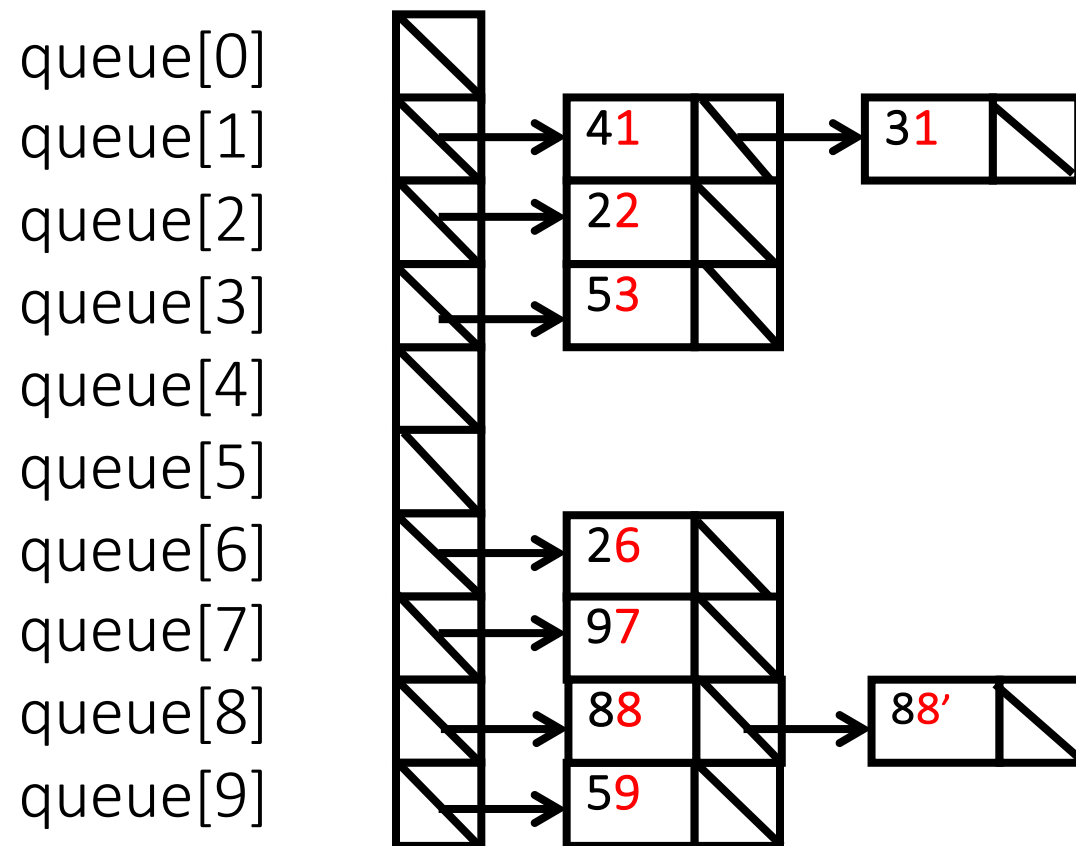 queue[0]
queue[1] 41 31
queue[2] 22
queue[3] 53
queue[4]
queue[5]
queue[6] 26
queue[7] 97
queue[8] 88 88’
queue[9] 59